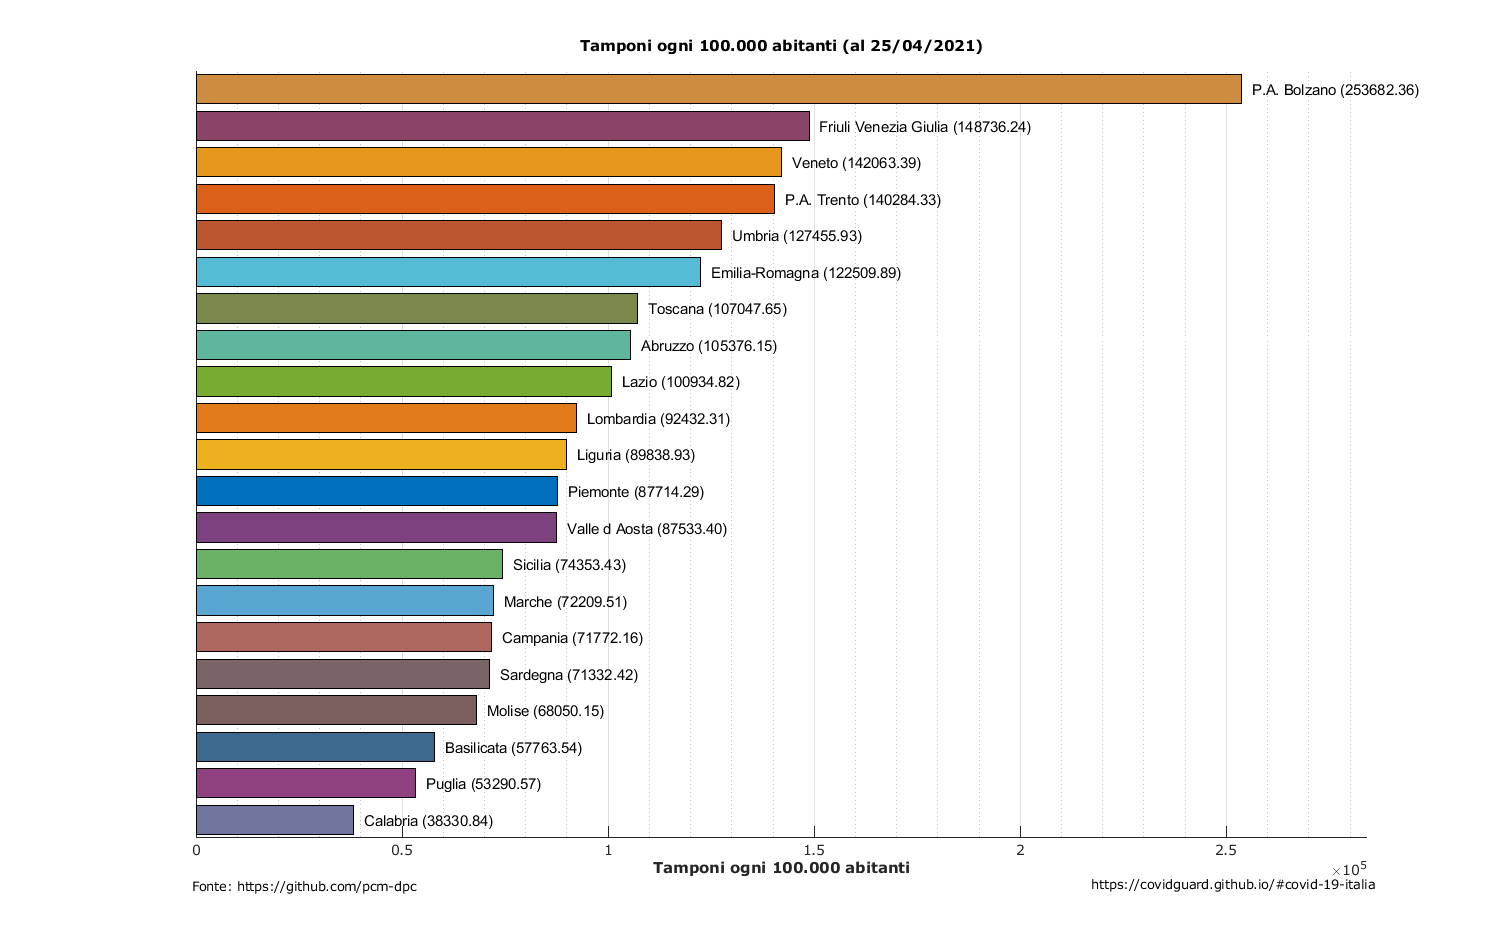 Tamponi ogni 100.000 abitanti (al 25/04/2021)
P.A. Bolzano (253682.36)
Friuli Venezia Giulia (148736.24)
Veneto (142063.39)
P.A. Trento (140284.33)
Umbria (127455.93)
Emilia-Romagna (122509.89)
Toscana (107047.65)
Abruzzo (105376.15)
Lazio (100934.82)
Lombardia (92432.31)
Liguria (89838.93)
Piemonte (87714.29)
Valle d Aosta (87533.40)
Sicilia (74353.43)
Marche (72209.51)
Campania (71772.16)
Sardegna (71332.42)
Molise (68050.15)
Basilicata (57763.54)
Puglia (53290.57)
Calabria (38330.84)
0 0.5 1 1.5 2 2.5
×10⁵
Tamponi ogni 100.000 abitanti
Fonte: https://github.com/pcm-dpc
https://covidguard.github.io/#covid-19-italia